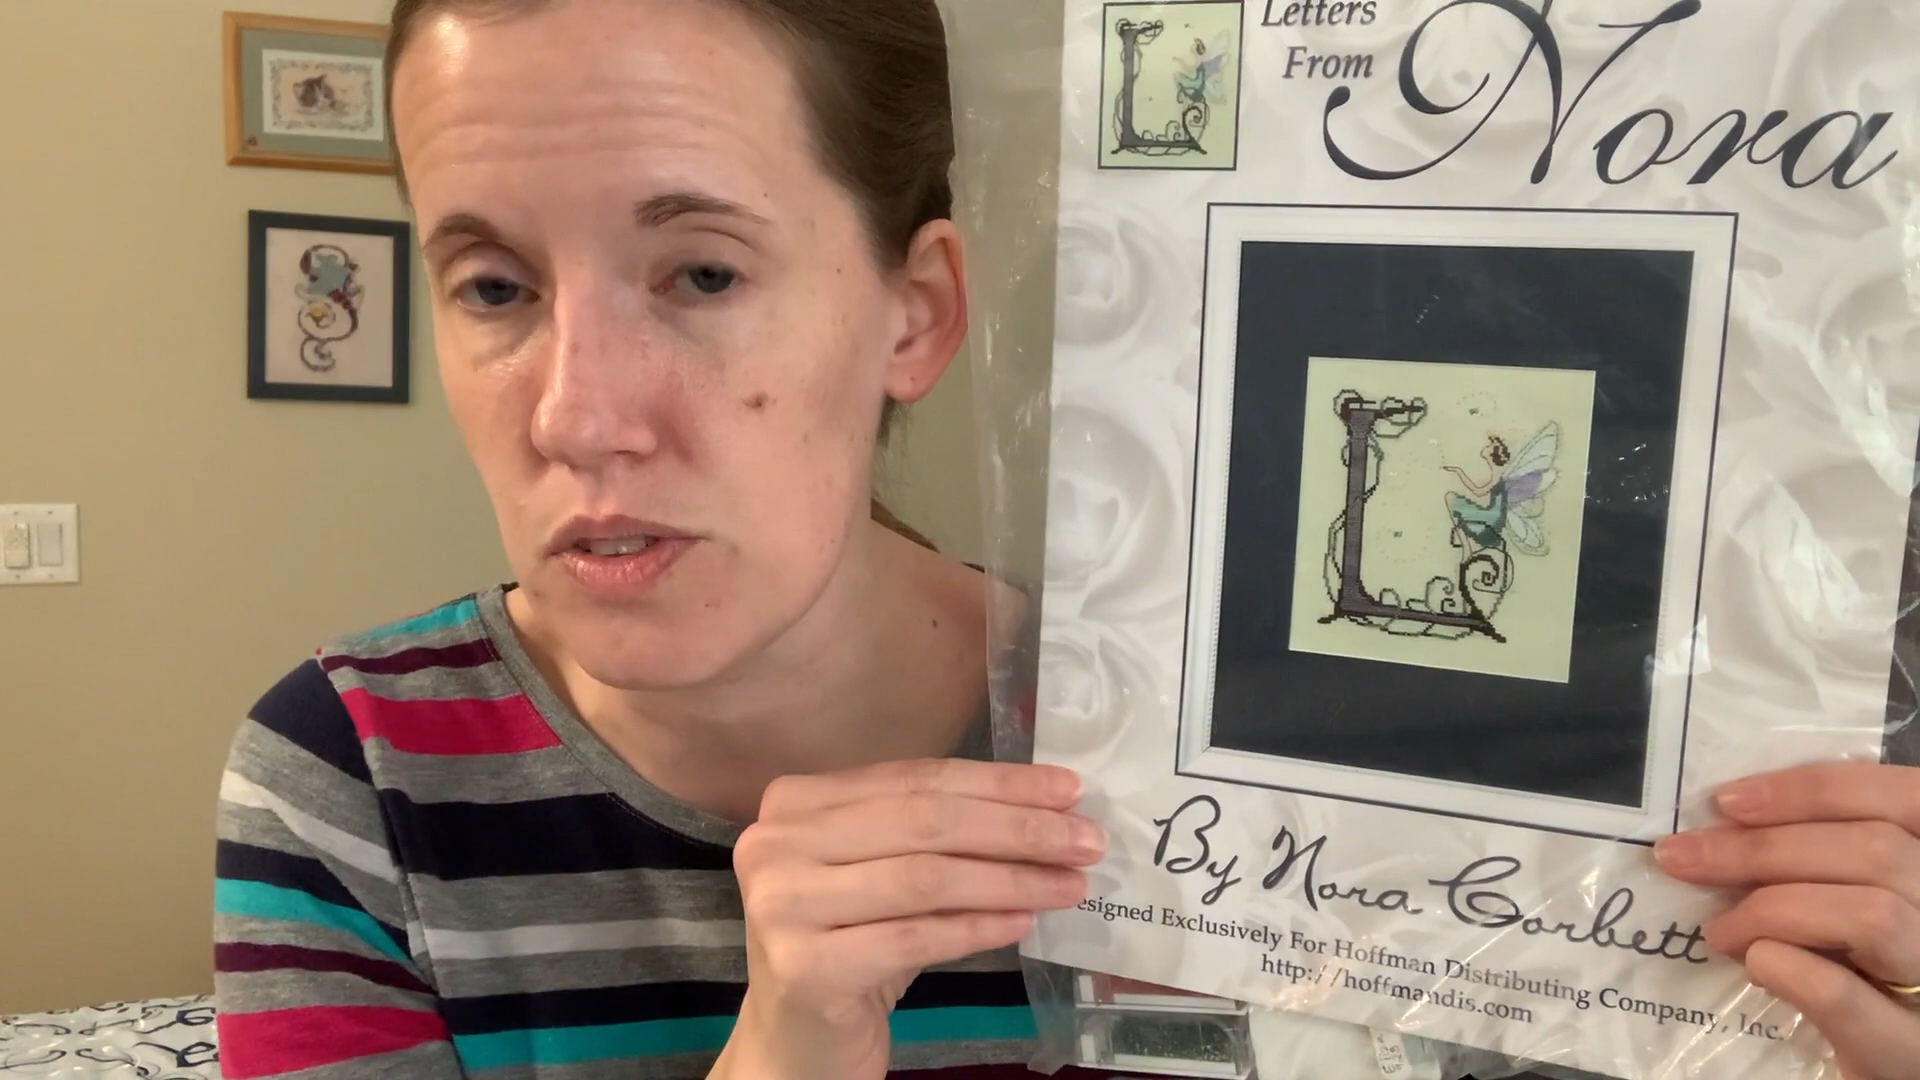 Letters
From
Nora
By Nora Corbett
esigned Exclusively For Hoffman Distributing Company, Inc.
http://hoffmandis.com